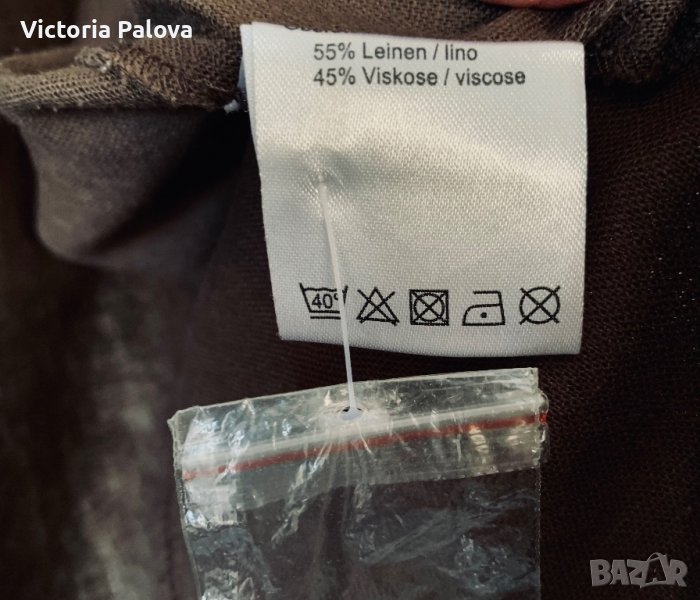 Victoria Palova
55% Leinen / lino
45% Viskose / viscose
40°
BAZAR